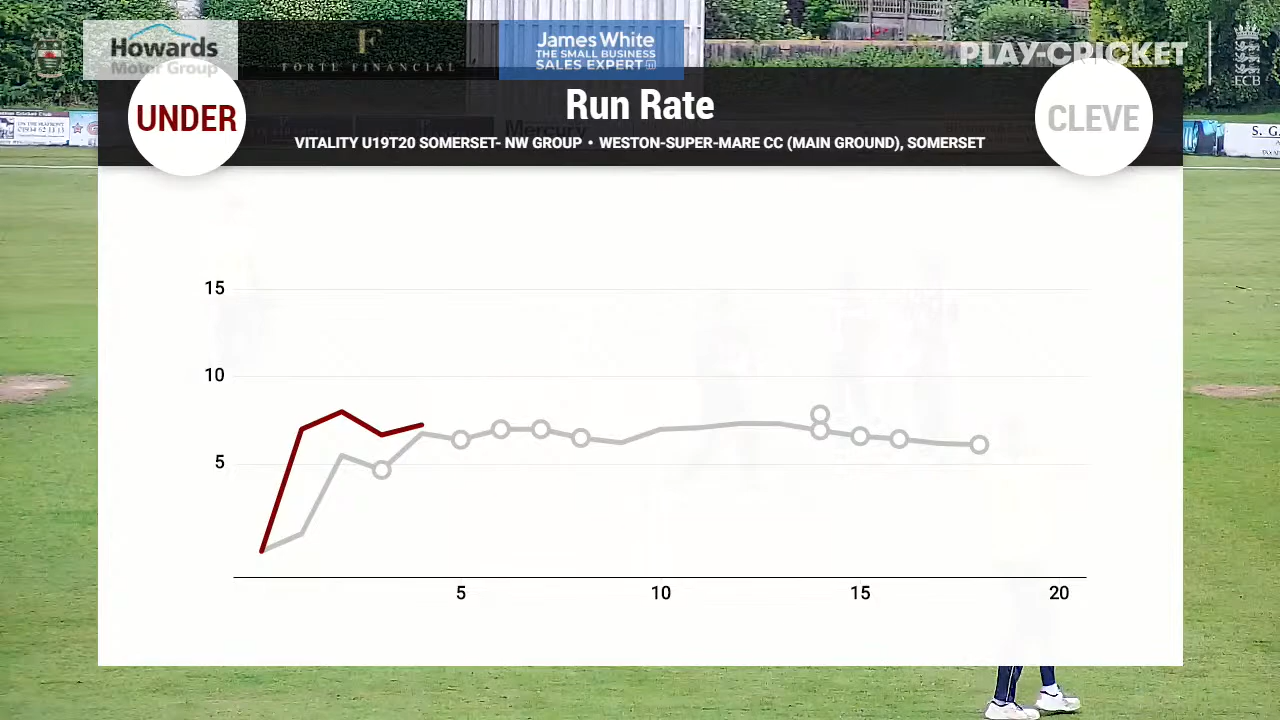 Howards
Motor Group
F
FORTE FINANCIAL
James White
THE SMALL BUSINESS
SALES EXPERT
PLAY-CRICKET
ECB
UNDER
Run Rate
CLEVE
VITALITY U19T20 SOMERSET- NW GROUP • WESTON-SUPER-MARE CC (MAIN GROUND), SOMERSET
Mercury
S. G
15
10
5
5
10
15
20